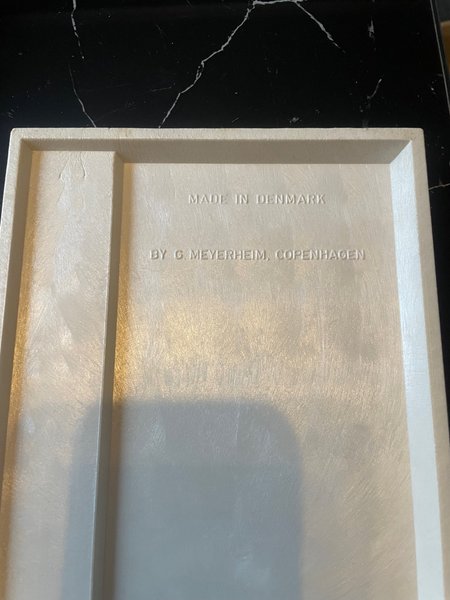 MADE IN DENMARK
BY G. MEYERHEIM, COPENHAGEN